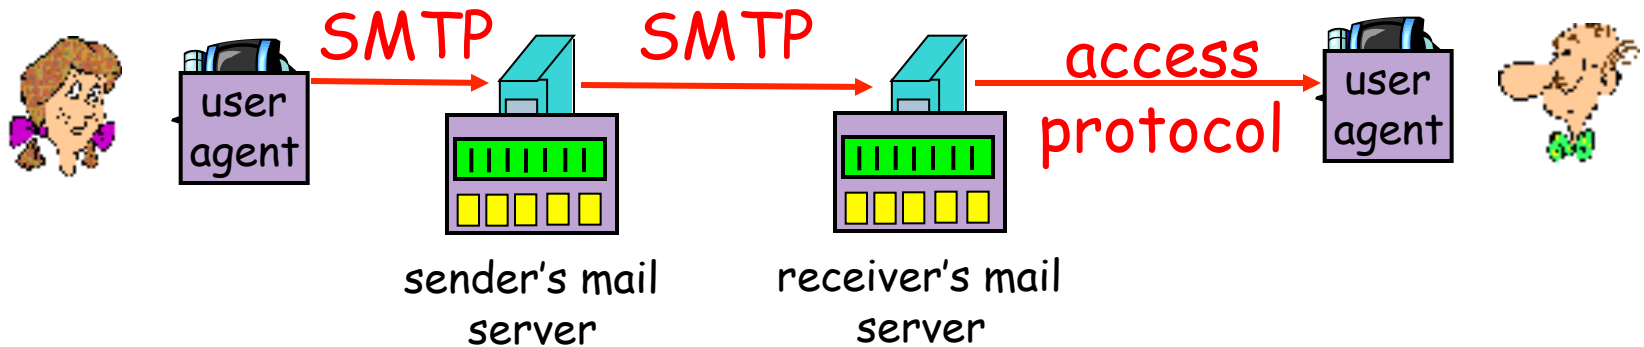 SMTP
SMTP
access
protocol
user
agent
user
agent
sender's mail
server
receiver's mail
server